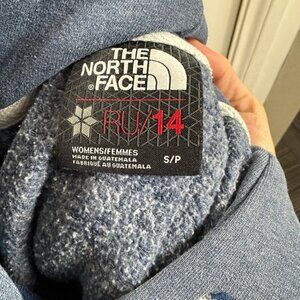 THE
NORTH
FACE
RU/14
WOMENS/FEMMES
MADE IN GUATEMALA
FABRIQUÉ AU GUATEMALA
S/P